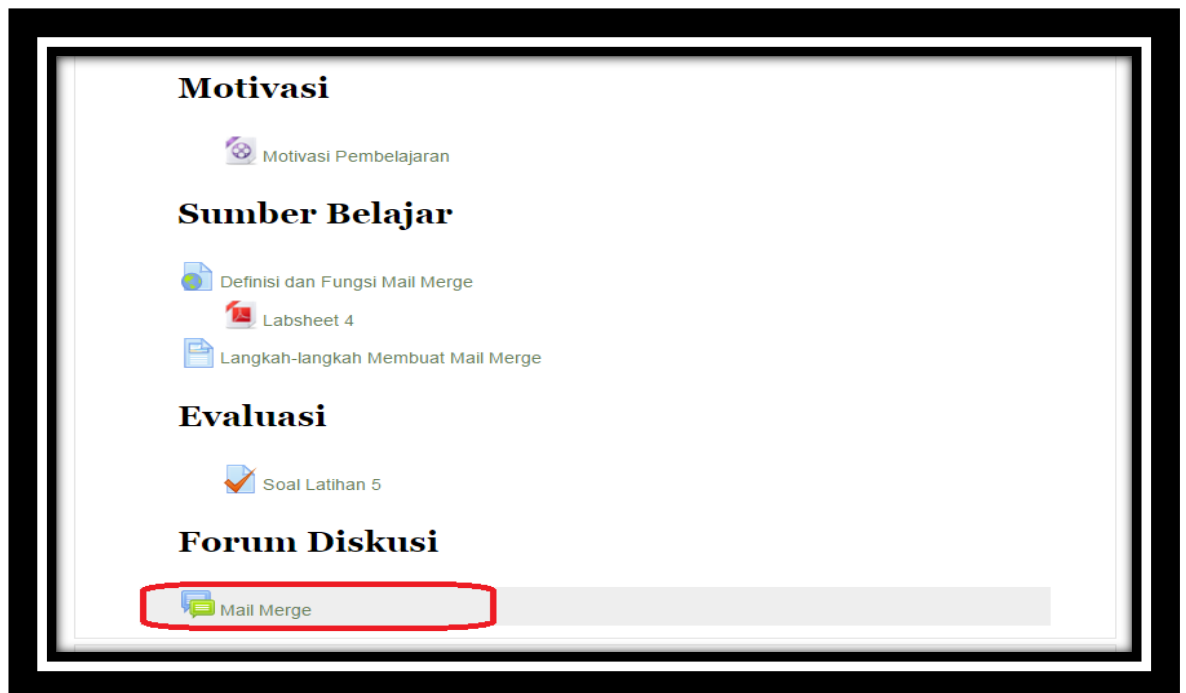 Motivasi
Motivasi Pembelajaran
Sumber Belajar
Definisi dan Fungsi Mail Merge
Labsheet 4
Langkah-langkah Membuat Mail Merge
Evaluasi
Soal Latihan 5
Forum Diskusi
Mail Merge